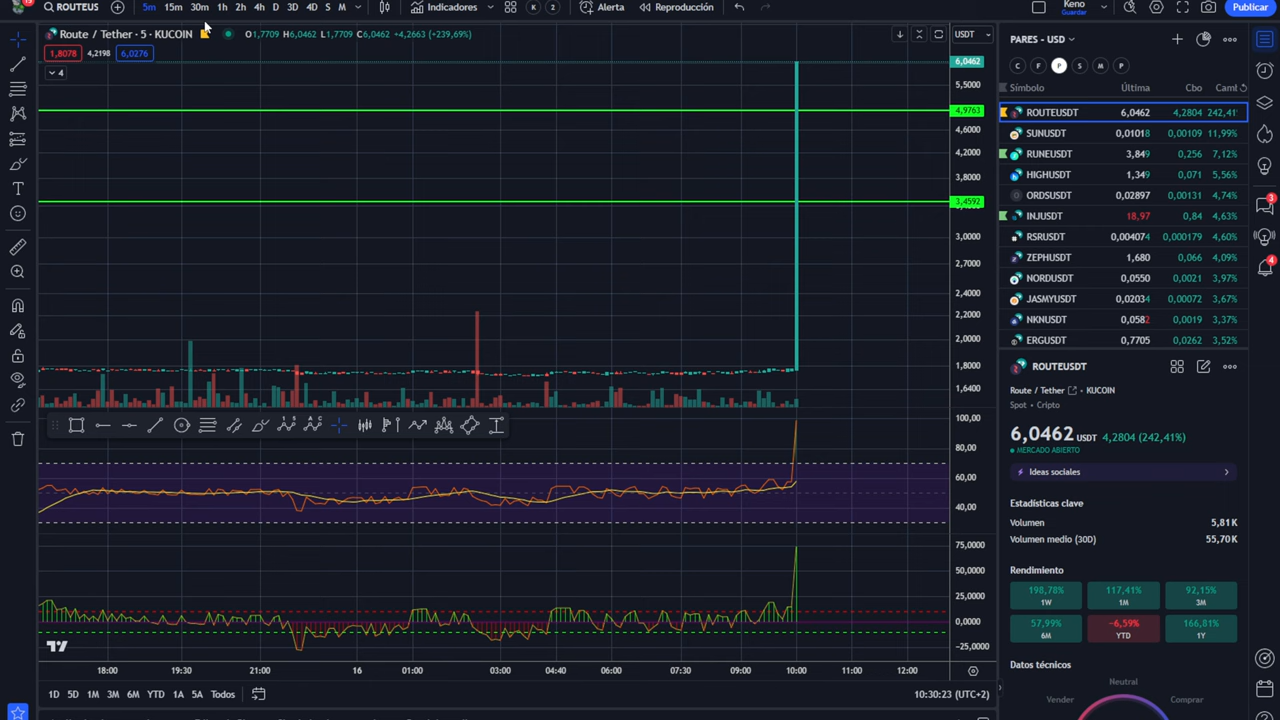 13
ROUTEUS 5m 15m 30m 1h 2h 4h D 3D 4D S M Indicadores K 2 Alerta Reproducción Keno Publicar
Guardar
Route / Tether · 5 · KUCOIN O1,7709 H6,0462 L1,7709 C6,0462 +4,2663 (+239,69%) USDT
1,8078 4,2198 6,0276
4
6,0462
5,5000
4,9763
4,6000
4,2000
3,8000
3,4592
3,0000
2,7000
2,4000
2,2000
2,0000
1,8000
1,6400
100,00
80,00
60,00
40,00
75,0000
50,0000
25,0000
0,0000
−25,0000
18:00 19:30 21:00 16 01:00 03:00 04:40 06:00 07:30 09:00 10:00 11:00 12:00
1D 5D 1M 3M 6M YTD 1A 5A Todos 10:30:23 (UTC+2)
PARES - USD
C F P S M P
Símbolo Última Cbo Caml
ROUTEUSDT 6,0462 4,2804 242,41
SUNUSDT 0,01018 0,00109 11,99%
RUNEUSDT 3,849 0,256 7,12%
HIGHUSDT 1,349 0,071 5,56%
ORDSUSDT 0,02897 0,00131 4,74%
INJUSDT 18,97 0,84 4,63%
RSRUSDT 0,004074 0,000179 4,60%
ZEPHUSDT 1,680 0,066 4,09%
NORDUSDT 0,0550 0,0021 3,97%
JASMYUSDT 0,02034 0,00072 3,67%
NKNUSDT 0,0582 0,0019 3,37%
ERGUSDT 0,7705 0,0262 3,52%
ROUTEUSDT
Route / Tether KUCOIN
Spot • Cripto
6,0462 USDT 4,2804 (242,41%)
MERCADO ABIERTO
Ideas sociales
Estadísticas clave
Volumen 5,81K
Volumen medio (30D) 55,70K
Rendimiento
198,78% 117,41% 92,15%
1W 1M 3M
57,99% −6,59% 166,81%
6M YTD 1Y
Datos técnicos
Neutral
Vender Comprar
3
4